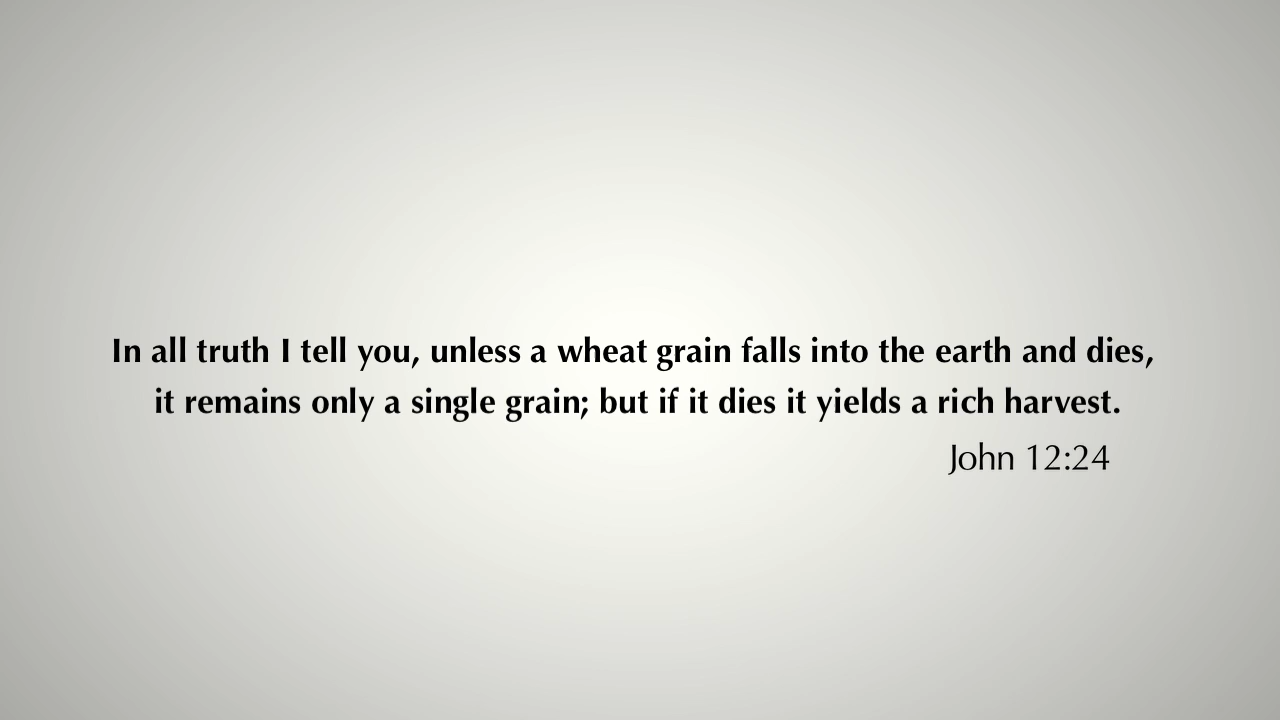 In all truth I tell you, unless a wheat grain falls into the earth and dies,
it remains only a single grain; but if it dies it yields a rich harvest.
John 12:24